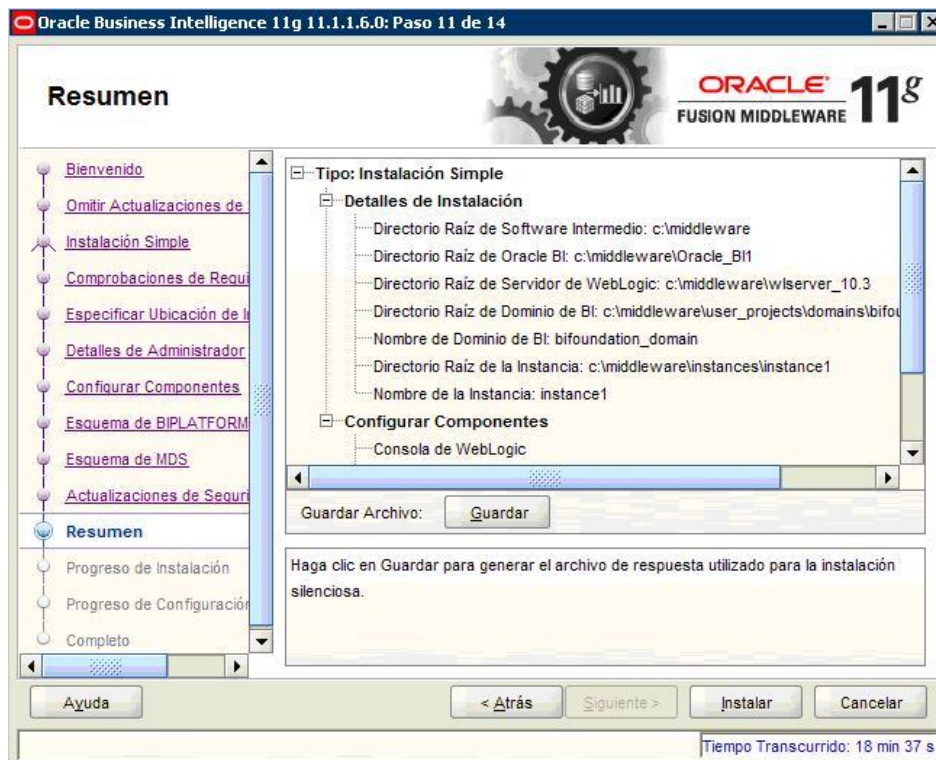 Oracle Business Intelligence 11g 11.1.1.6.0: Paso 11 de 14
Resumen
ORACLE
FUSION MIDDLEWARE
11g
Bienvenido
Omitir Actualizaciones de
Instalación Simple
Comprobaciones de Requi
Especificar Ubicación de I
Detalles de Administrador
Configurar Componentes
Esquema de BIPLATFORM
Esquema de MDS
Actualizaciones de Seguri
Resumen
Progreso de Instalación
Progreso de Configuración
Completo
Tipo: Instalación Simple
Detalles de Instalación
Directorio Raíz de Software Intermedio: c:\middleware
Directorio Raíz de Oracle BI: c:\middleware\Oracle_BI1
Directorio Raíz de Servidor de WebLogic: c:\middleware\wlserver_10.3
Directorio Raíz de Dominio de BI: c:\middleware\user_projects\domains\bifou
Nombre de Dominio de BI: bifoundation_domain
Directorio Raíz de la Instancia: c:\middleware\instances\instance1
Nombre de la Instancia: instance1
Configurar Componentes
Consola de WebLogic
Guardar Archivo: Guardar
Haga clic en Guardar para generar el archivo de respuesta utilizado para la instalación
silenciosa.
Ayuda < Atrás Siguiente > Instalar Cancelar
Tiempo Transcurrido: 18 min 37 s